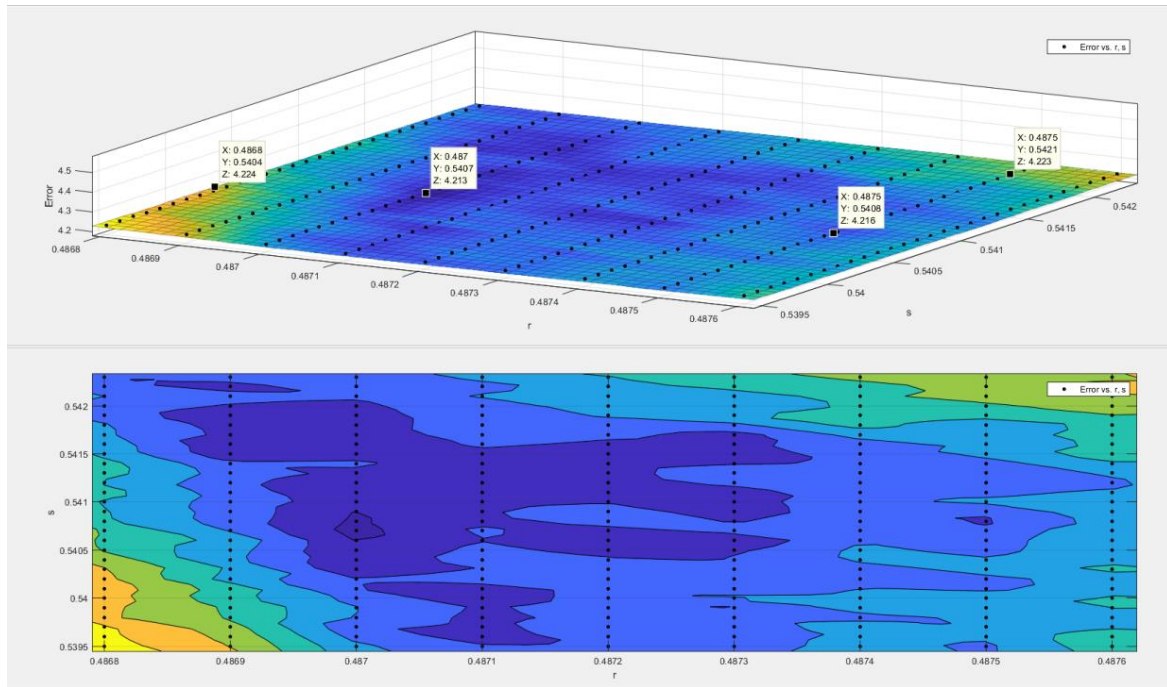 Error vs. r, s
X: 0.4868
Y: 0.5404
Z: 4.224
X: 0.487
Y: 0.5407
Z: 4.213
X: 0.4875
Y: 0.5421
Z: 4.223
X: 0.4875
Y: 0.5408
Z: 4.216
Error
4.5
4.4
4.3
4.2
0.4868
0.4869
0.487
0.4871
0.4872
0.4873
0.4874
0.4875
0.4876
r
0.5395
0.54
0.5405
0.541
0.5415
0.542
s
Error vs. r, s
s
0.542
0.5415
0.541
0.5405
0.54
0.5395
0.4868
0.4869
0.487
0.4871
0.4872
0.4873
0.4874
0.4875
0.4876
r